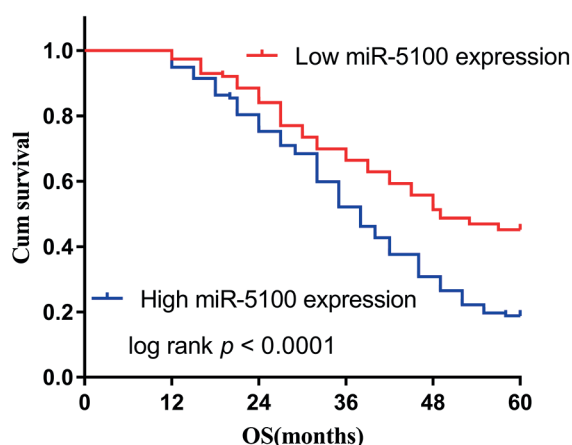 1.0
0.8
0.6
0.4
0.2
0.0
Cum survival
Low miR-5100 expression
High miR-5100 expression
log rank p < 0.0001
0 12 24 36 48 60
OS(months)